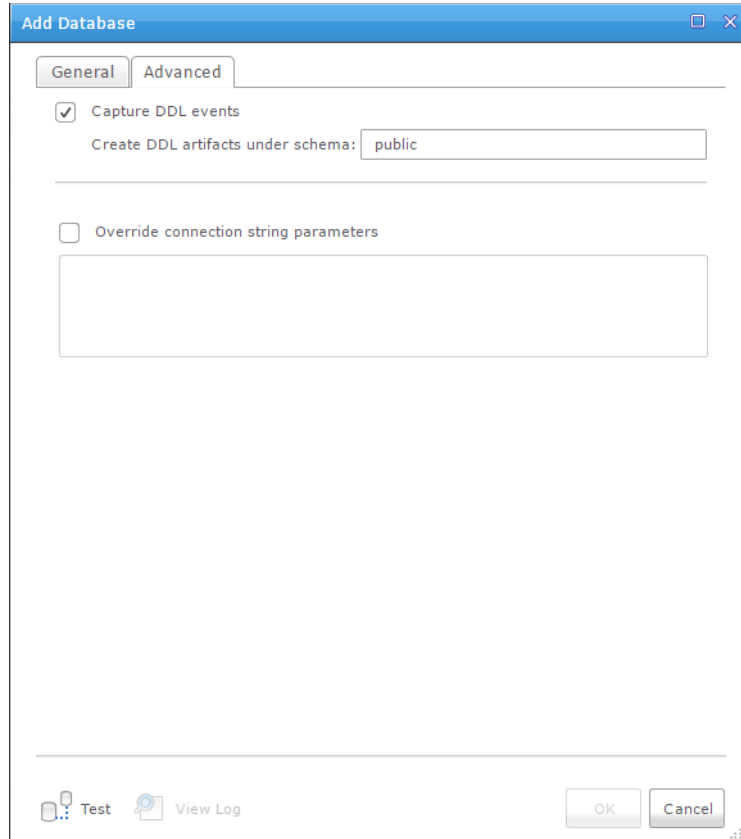 Add Database
General Advanced
Capture DDL events
Create DDL artifacts under schema: public
Override connection string parameters
Test View Log OK Cancel